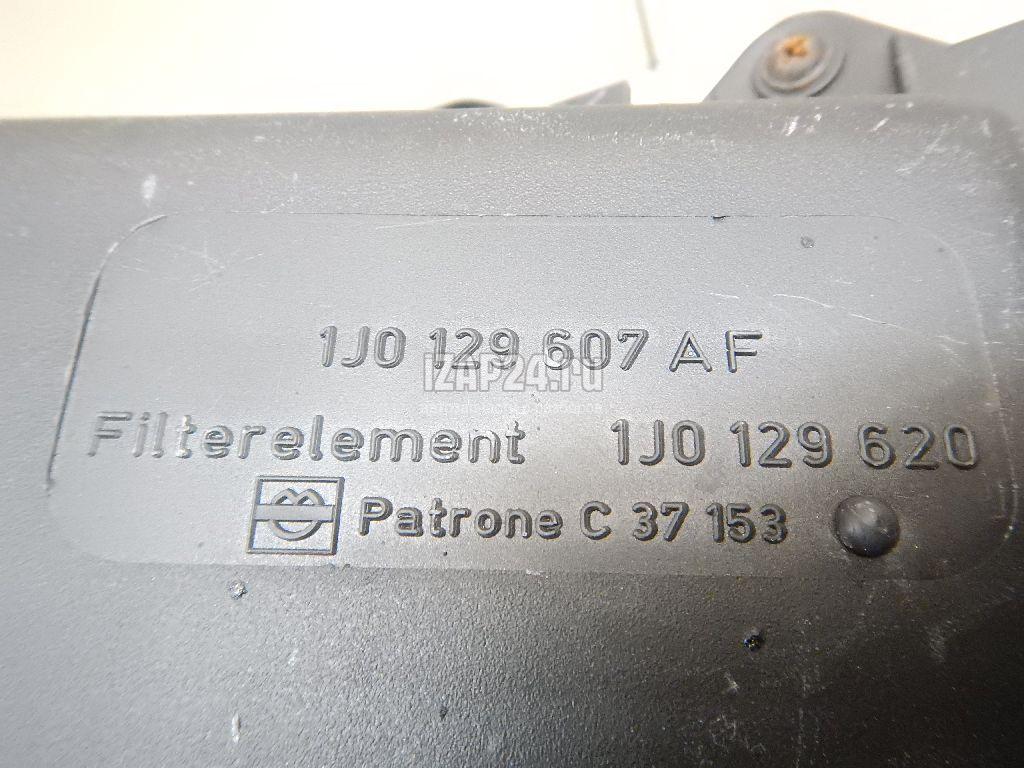 1J0 129 607 AF
IZAP24.ru
Filterelement 1J0 129 620
Patrone C 37 153